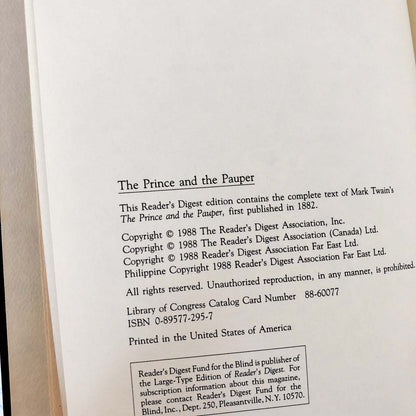 The Prince and the Pauper
This Reader's Digest edition contains the complete text of Mark Twain's
The Prince and the Pauper, first published in 1882.
Copyright © 1988 The Reader's Digest Association, Inc.
Copyright © 1988 The Reader's Digest Association (Canada) Ltd.
Copyright © 1988 Reader's Digest Association Far East Ltd.
Philippine Copyright 1988 Reader's Digest Association Far East Ltd.
All rights reserved. Unauthorized reproduction, in any manner, is prohibited.
Library of Congress Catalog Card Number 88-60077
ISBN 0-89577-295-7
Printed in the United States of America
Reader's Digest Fund for the Blind is publisher of
the Large-Type Edition of Reader's Digest. For
subscription information about this magazine,
please contact Reader's Digest Fund for the
Blind, Inc., Dept. 250, Pleasantville, N.Y. 10570.